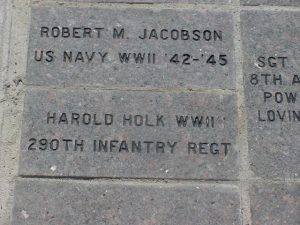 ROBERT M. JACOBSON
US NAVY WWII '42-'45
HAROLD HOLK WWII
290TH INFANTRY REGT
SGT
8TH A
POW
LOVIN